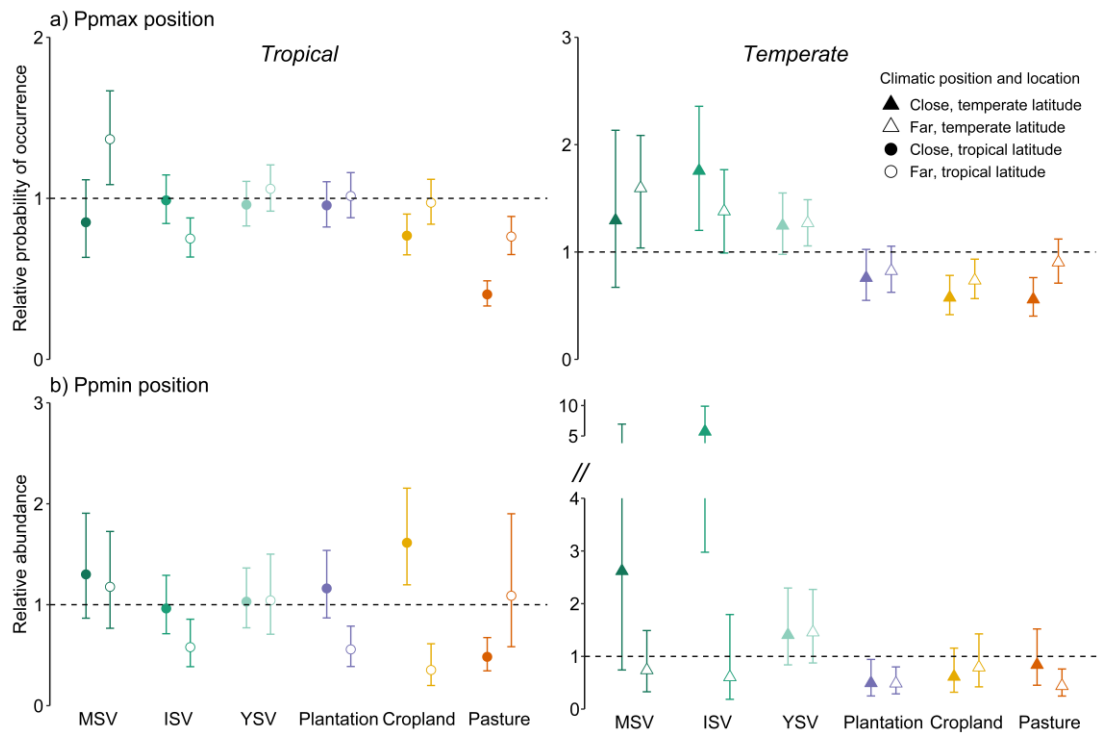 a) Ppmax position
Tropical
Temperate
Relative probability of occurrence
2
1
0
3
2
1
0
Climatic position and location
Close, temperate latitude
Far, temperate latitude
Close, tropical latitude
Far, tropical latitude
b) Ppmin position
Relative abundance
3
2
1
0
10
5
//
4
3
2
1
0
MSV ISV YSV Plantation Cropland Pasture
MSV ISV YSV Plantation Cropland Pasture